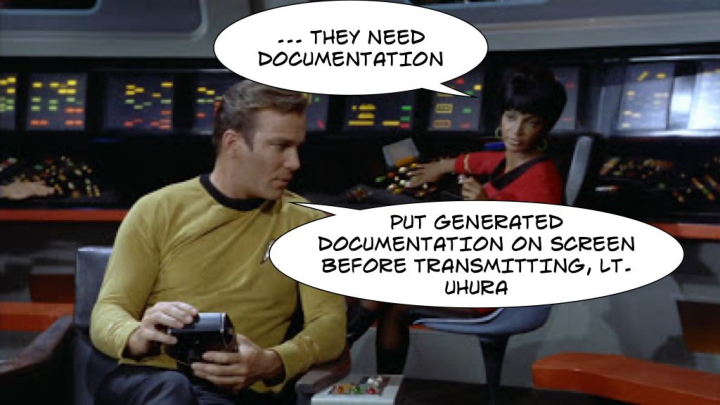 ... THEY NEED
DOCUMENTATION
PUT GENERATED
DOCUMENTATION ON SCREEN
BEFORE TRANSMITTING, LT.
UHURA